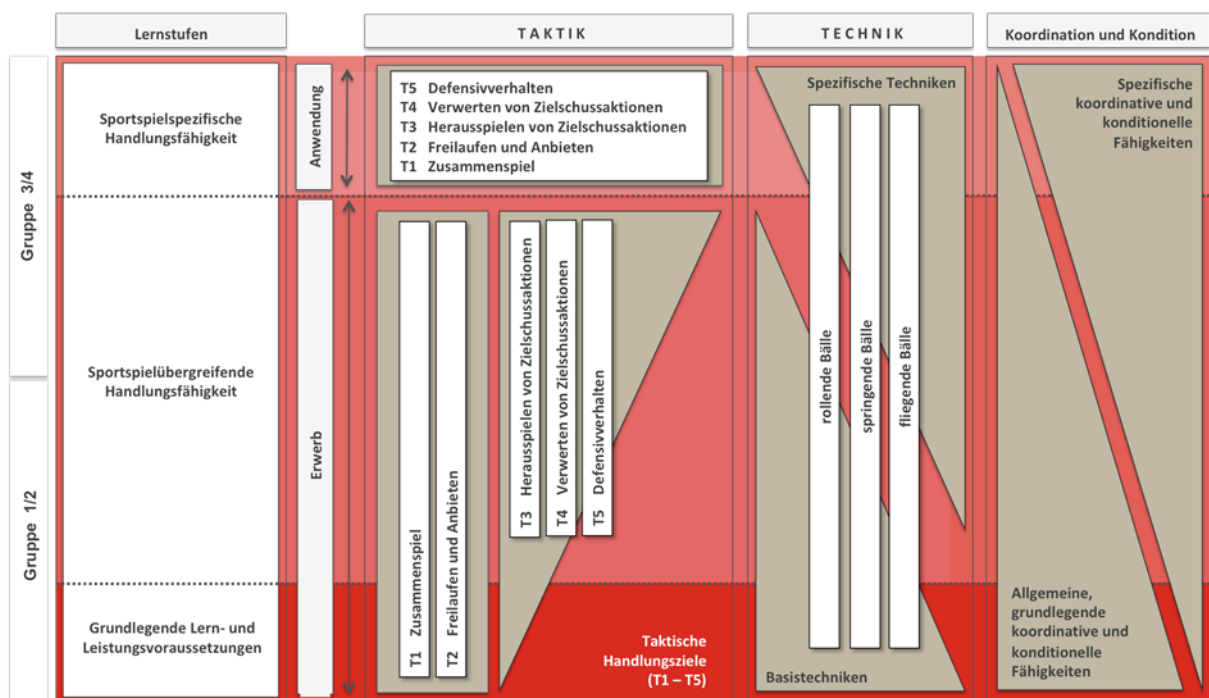 Lernstufen
TAKTIK
TECHNIK
Koordination und Kondition
Gruppe 3/4
Gruppe 1/2
Sportspielspezifische
Handlungsfähigkeit
Sportspielübergreifende
Handlungsfähigkeit
Grundlegende Lern- und
Leistungsvoraussetzungen
Anwendung
Erwerb
T5 Defensivverhalten
T4 Verwerten von Zielschussaktionen
T3 Herausspielen von Zielschussaktionen
T2 Freilaufen und Anbieten
T1 Zusammenspiel
T1 Zusammenspiel
T2 Freilaufen und Anbieten
T3 Herausspielen von Zielschussaktionen
T4 Verwerten von Zielschussaktionen
T5 Defensivverhalten
Taktische
Handlungsziele
(T1 – T5)
Spezifische Techniken
rollende Bälle
springende Bälle
fliegende Bälle
Basistechniken
Spezifische
koordinative und
konditionelle
Fähigkeiten
Allgemeine,
grundlegende
koordinative und
konditionelle
Fähigkeiten